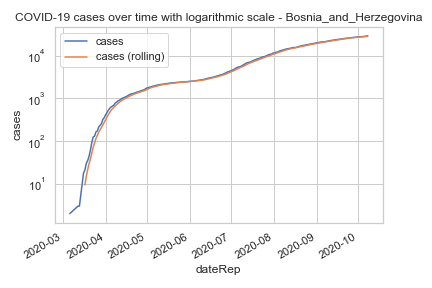 COVID-19 cases over time with logarithmic scale - Bosnia_and_Herzegovina
cases
cases (rolling)
10⁴
10³
10²
10¹
cases
2020-03
2020-04
2020-05
2020-06
2020-07
2020-08
2020-09
2020-10
dateRep